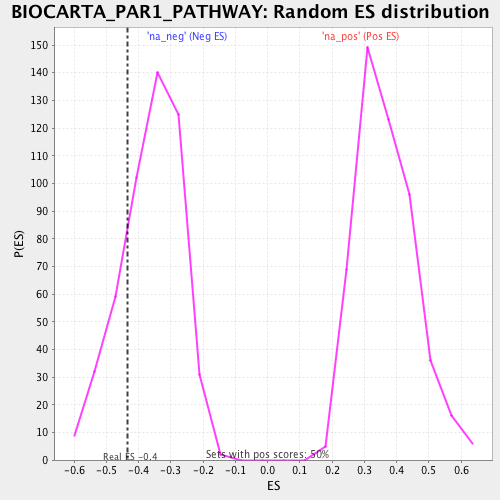 BIOCARTA_PAR1_PATHWAY: Random ES distribution
'na_neg' (Neg ES)
'na_pos' (Pos ES)
150
140
130
120
110
100
90
80
70
60
50
40
30
20
10
0
P(ES)
Real ES -0.4
Sets with pos scores: 50%
-0.6 -0.5 -0.4 -0.3 -0.2 -0.1 0.0 0.1 0.2 0.3 0.4 0.5 0.6
ES